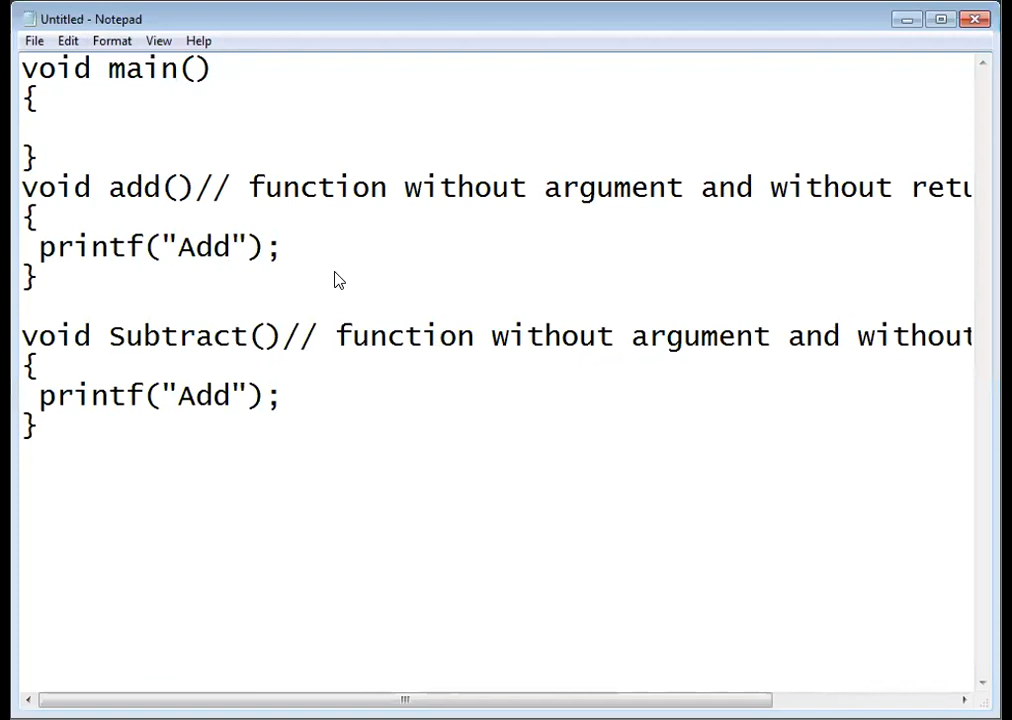 Untitled - Notepad
File Edit Format View Help
void main()
{
}
void add()// function without argument and without retu
{
printf("Add");
}
void Subtract()// function without argument and without
{
printf("Add");
}